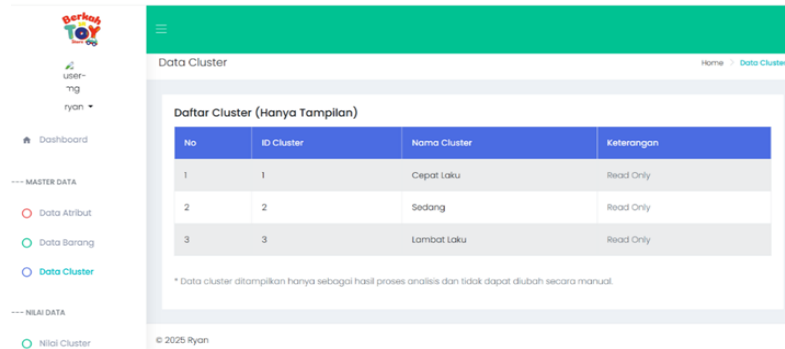 Berkah
TOY
user-
mg
ryan
Dashboard
--- MASTER DATA
Data Atribut
Data Barang
Data Cluster
--- NILAI DATA
Nilai Cluster
Data Cluster
Home > Data Cluster
Daftar Cluster (Hanya Tampilan)
No ID Cluster Nama Cluster Keterangan
1 1 Cepat Laku Read Only
2 2 Sedang Read Only
3 3 Lambat Laku Read Only
* Data cluster ditampilkan hanya sebagai hasil proses analisis dan tidak dapat diubah secara manual.
© 2025 Ryan